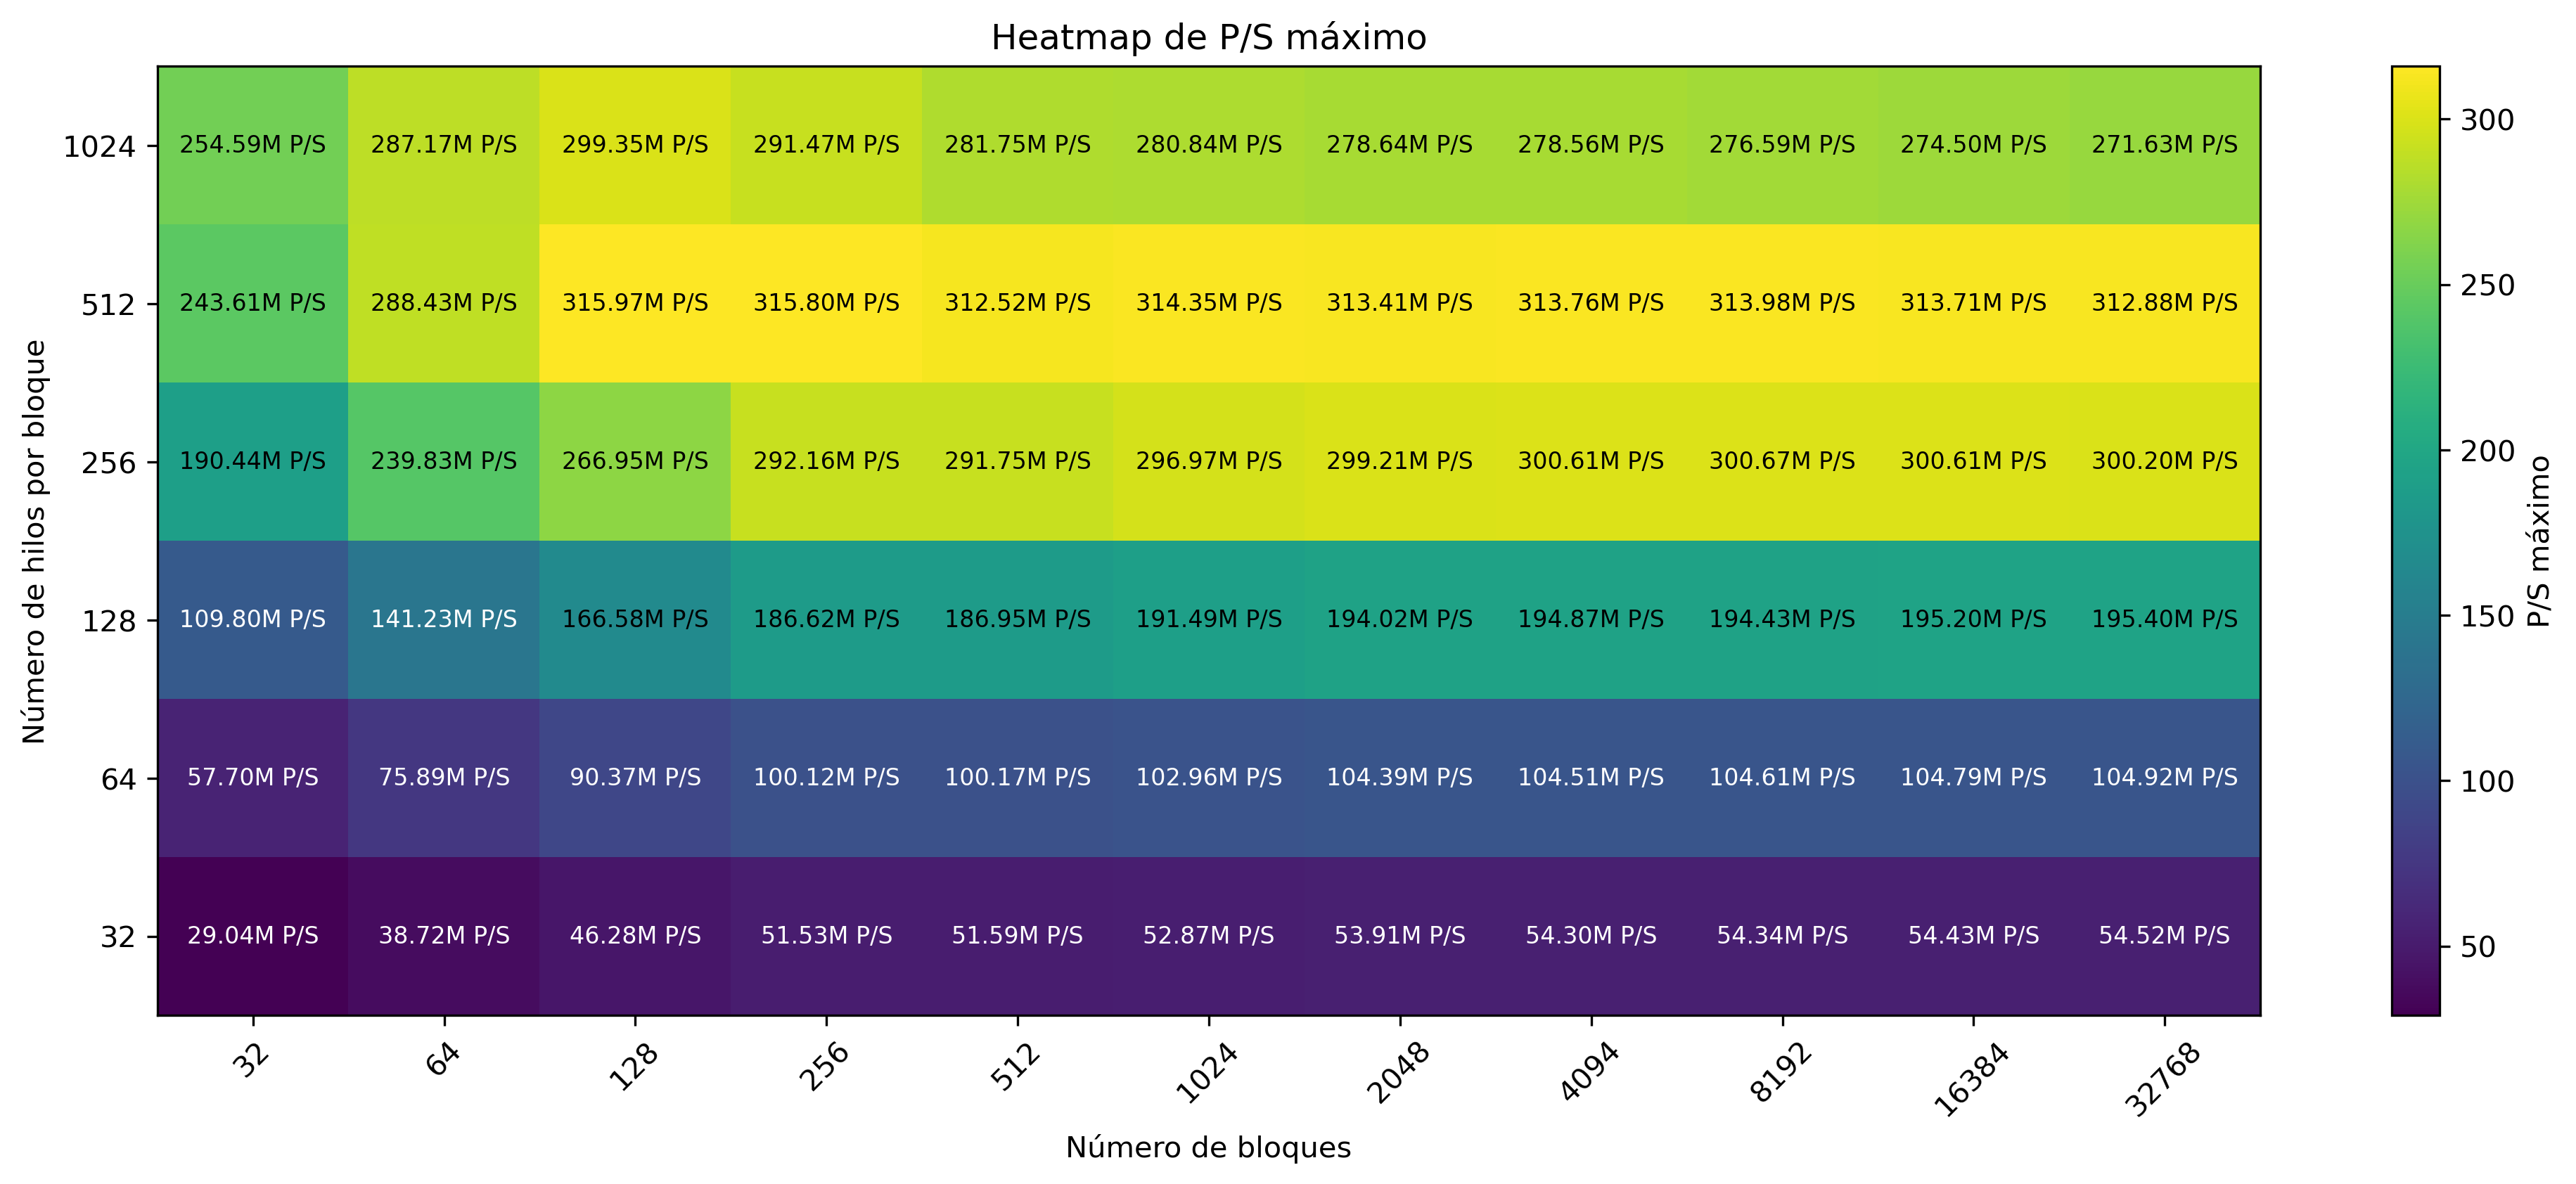 Heatmap de P/S máximo
Número de hilos por bloque
1024 254.59M P/S 287.17M P/S 299.35M P/S 291.47M P/S 281.75M P/S 280.84M P/S 278.64M P/S 278.56M P/S 276.59M P/S 274.50M P/S 271.63M P/S
512 243.61M P/S 288.43M P/S 315.97M P/S 315.80M P/S 312.52M P/S 314.35M P/S 313.41M P/S 313.76M P/S 313.98M P/S 313.71M P/S 312.88M P/S
256 190.44M P/S 239.83M P/S 266.95M P/S 292.16M P/S 291.75M P/S 296.97M P/S 299.21M P/S 300.61M P/S 300.67M P/S 300.61M P/S 300.20M P/S
128 109.80M P/S 141.23M P/S 166.58M P/S 186.62M P/S 186.95M P/S 191.49M P/S 194.02M P/S 194.87M P/S 194.43M P/S 195.20M P/S 195.40M P/S
64 57.70M P/S 75.89M P/S 90.37M P/S 100.12M P/S 100.17M P/S 102.96M P/S 104.39M P/S 104.51M P/S 104.61M P/S 104.79M P/S 104.92M P/S
32 29.04M P/S 38.72M P/S 46.28M P/S 51.53M P/S 51.59M P/S 52.87M P/S 53.91M P/S 54.30M P/S 54.34M P/S 54.43M P/S 54.52M P/S
32 64 128 256 512 1024 2048 4094 8192 16384 32768
Número de bloques
300
250
200
150
100
50
P/S máximo